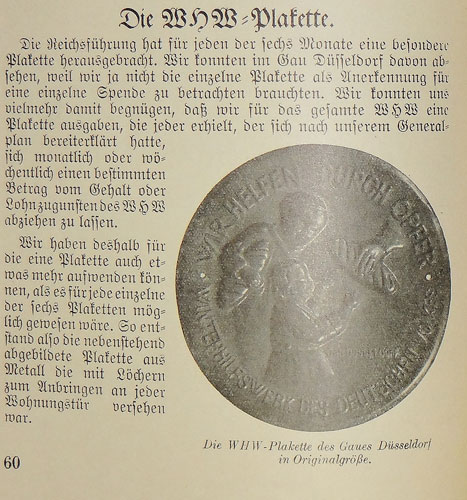 Die WHW-Plakette.
Die Reichsführung hat für jeden der sechs Monate eine besondere
Plakette herausgebracht. Wir konnten im Gau Düsseldorf davon ab-
sehen, weil wir ja nicht die einzelne Plakette als Anerkennung für
eine einzelne Spende zu betrachten brauchten. Wir konnten uns
vielmehr damit begnügen, daß wir für das gesamte WHW eine
Plakette ausgaben, die jeder erhielt, der sich nach unserem General-
plan bereiterklärt hatte,
sich monatlich oder wö-
chentlich einen bestimmten
Betrag vom Gehalt oder
Lohn zugunsten des WHW
abziehen zu lassen.
Wir haben deshalb für
die eine Plakette auch et-
was mehr aufwenden kön-
nen, als es für jede einzelne
der sechs Plaketten mög-
lich gewesen wäre. So ent-
stand also die nebenstehend
abgebildete Plakette aus
Metall die mit Löchern
zum Anbringen an jeder
Wohnungstür versehen
war.
WIR HELFEN DURCH OPFER
WINTERHILFSWERK DES DEUTSCHEN
Die WHW-Plakette des Gaues Düsseldorf
in Originalgröße.
60